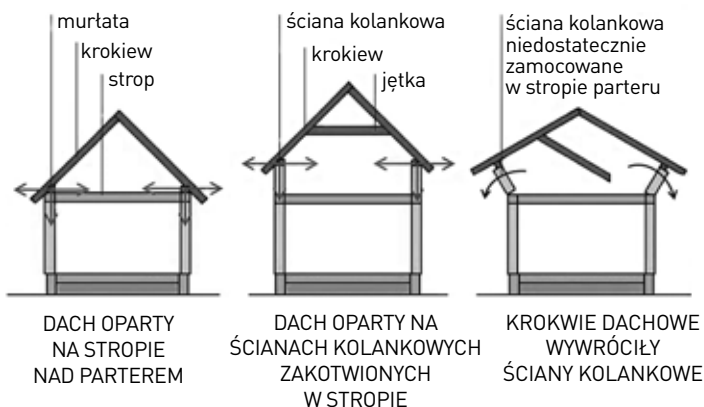 murłata
krokiew
strop
ściana kolankowa
krokiew
jętka
ściana kolankowa
niedostatecznie
zamocowane
w stropie parteru
DACH OPARTY
NA STROPIE
NAD PARTEREM
DACH OPARTY NA
ŚCIANACH KOLANKOWYCH
ZAKOTWIONYCH
W STROPIE
KROKWIE DACHOWE
WYWRÓCIŁY
ŚCIANY KOLANKOWE